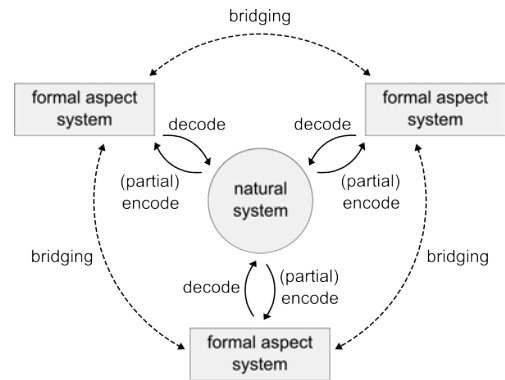 bridging
formal aspect
system
formal aspect
system
decode
decode
(partial)
encode
natural
system
(partial)
encode
bridging
bridging
decode
(partial)
encode
formal aspect
system